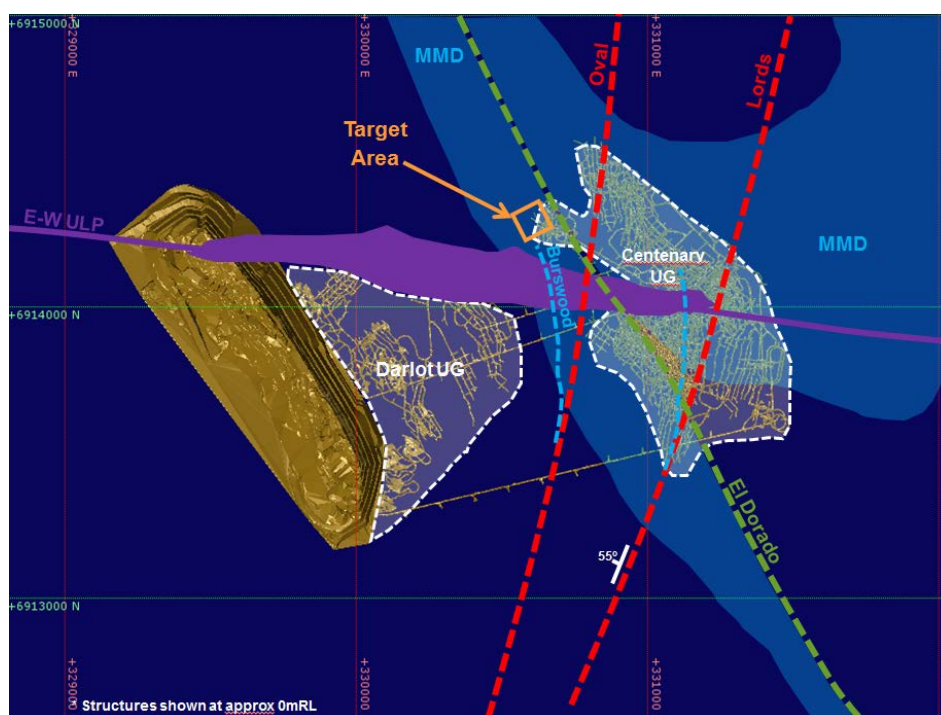 +6915000 N
+329000 E
+330000 E
+331000 E
MMD
Oval
Lords
Target
Area
E-W ULP
Burswood
Centenary
UG
MMD
+6914000 N
Darlot UG
El Dorado
55°
+6913000 N
+329000
+330000 E
+331000 E
* Structures shown at approx 0mRL